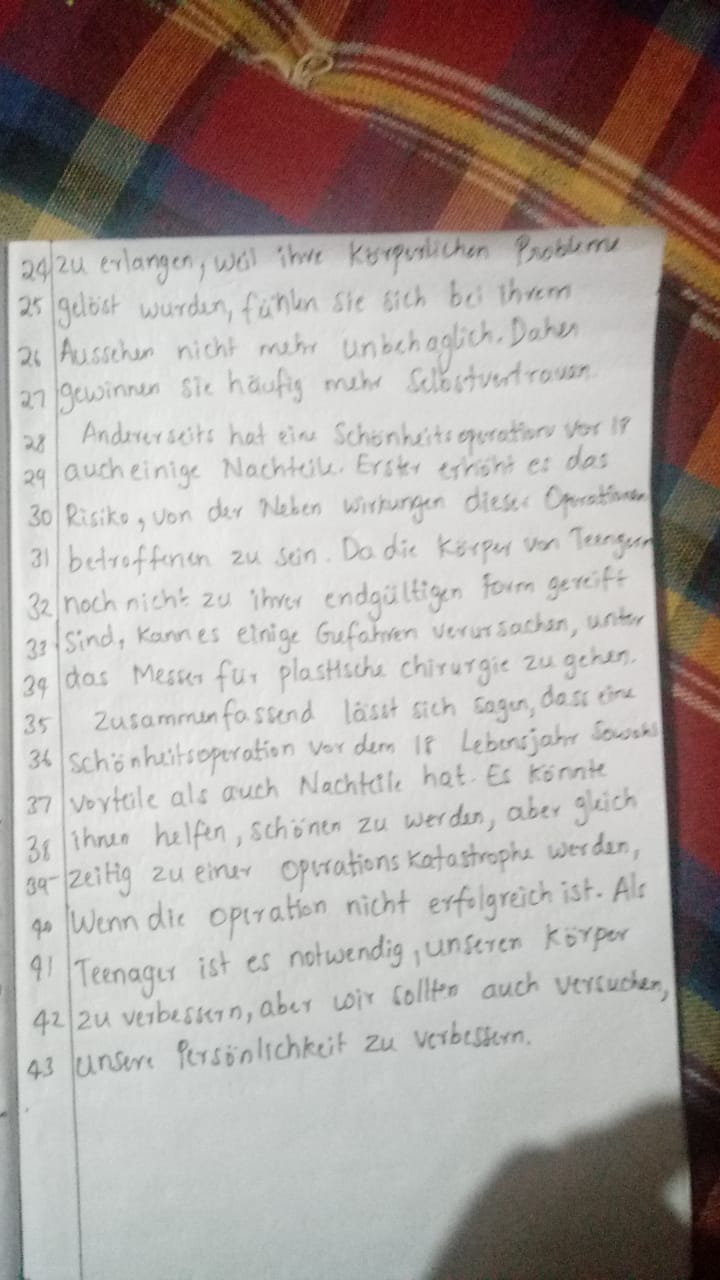 24 zu erlangen, weil ihre Körperlichen Probleme
25 gelöst wurden, fühlen sie sich bei ihrem
26 Aussehen nicht mehr unbehaglich. Daher
27 gewinnen sie häufig mehr Selbstvertrauen.
28 Andererseits hat eine Schönheitsoperation vor 18
29 auch einige Nachteile. Erster erhöht es das
30 Risiko, von der Neben wirkungen dieser Operationen
31 betroffenen zu sein. Da die Körper von Teengern
32 noch nicht zu ihrer endgültigen Form gereift
33 sind, kann es einige Gefahren verursachen, unter
34 das Messer für plastische chirurgie zu gehen.
35 Zusammenfassend lässt sich sagen, dass eine
36 Schönheitsoperation vor dem 18 Lebensjahr sowohl
37 vorteile als auch Nachteile hat. Es könnte
38 ihnen helfen, schönen zu werden, aber gleich
39 zeitig zu einer Operations Katastrophe werden,
40 Wenn die operation nicht erfolgreich ist. Als
41 Teenager ist es notwendig, unseren Körper
42 zu verbessern, aber wir sollten auch versuchen,
43 unsere Persönlichkeit zu verbessern.